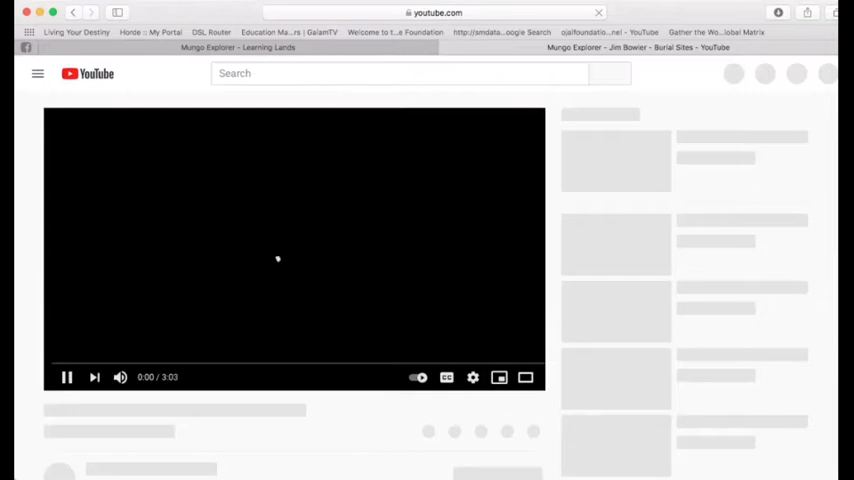 youtube.com
Living Your Destiny Horde :: My Portal DSL Router Education Ma...rs | GaiamTV Welcome to t...e Foundation http://smdata...oogle Search ojalfoundatio...nel - YouTube Gather the Wo...lobal Matrix
Mungo Explorer - Learning Lands Mungo Explorer - Jim Bowler - Burial Sites - YouTube
YouTube Search
0:00 / 3:03 CC